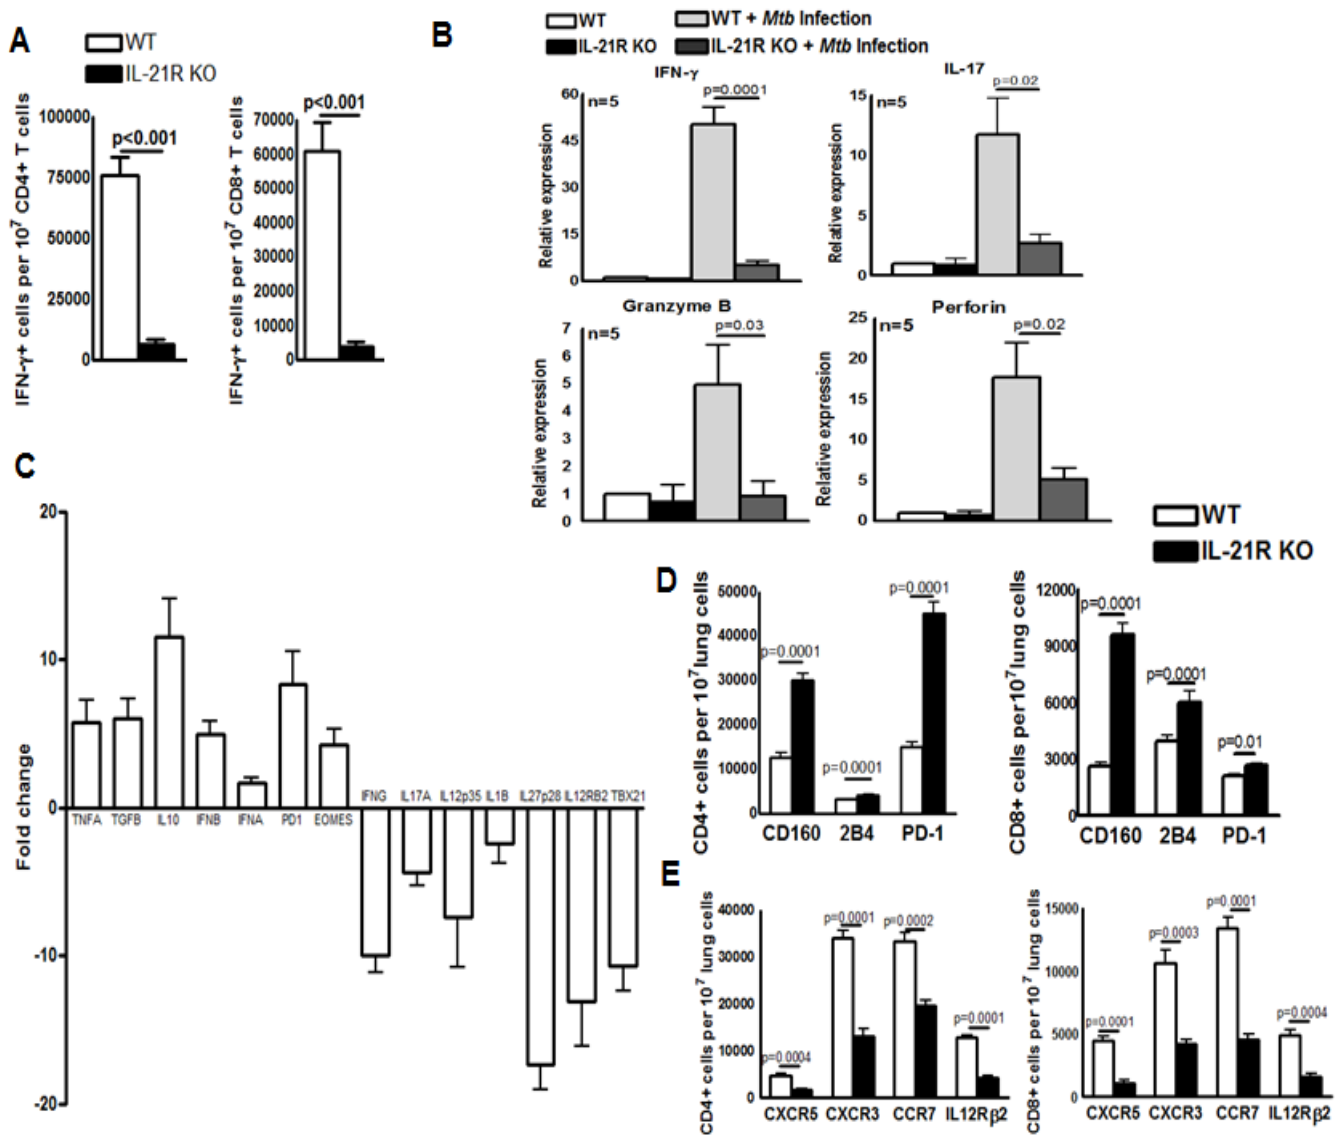 A
WT
IL-21R KO
IFN-γ+ cells per 10⁷ CD4+ T cells
100000
75000
50000
25000
0
p<0.001
IFN-γ+ cells per 10⁷ CD8+ T cells
70000
60000
50000
40000
30000
20000
10000
0
p<0.001
B
WT
WT + Mtb Infection
IL-21R KO
IL-21R KO + Mtb Infection
IFN-γ
Relative expression
60
45
30
15
0
n=5
p=0.0001
IL-17
Relative expression
15
10
5
0
n=5
p=0.02
Granzyme B
Relative expression
7
6
5
4
3
2
1
0
n=5
p=0.03
Perforin
Relative expression
25
20
15
10
5
0
n=5
p=0.02
C
Fold change
20
10
0
-10
-20
TNFA TGFB IL10 IFNB IFNA PD1 EOMES
IFNG IL17A IL12p35 IL1B IL27p28 IL12RB2 TBX21
WT
IL-21R KO
D
CD4+ cells per 10⁷ lung cells
50000
40000
30000
20000
10000
0
p=0.0001
p=0.0001
p=0.0001
CD160 2B4 PD-1
CD8+ cells per 10⁷ lung cells
12000
9000
6000
3000
0
p=0.0001
p=0.0001
p=0.01
CD160 2B4 PD-1
E
CD4+ cells per 10⁷ lung cells
40000
30000
20000
10000
0
p=0.0004
p=0.0001
p=0.0002
p=0.0001
CXCR5 CXCR3 CCR7 IL12Rβ2
CD8+ cells per 10⁷ lung cells
15000
10000
5000
0
p=0.0001
p=0.0003
p=0.0001
p=0.0004
CXCR5 CXCR3 CCR7 IL12Rβ2